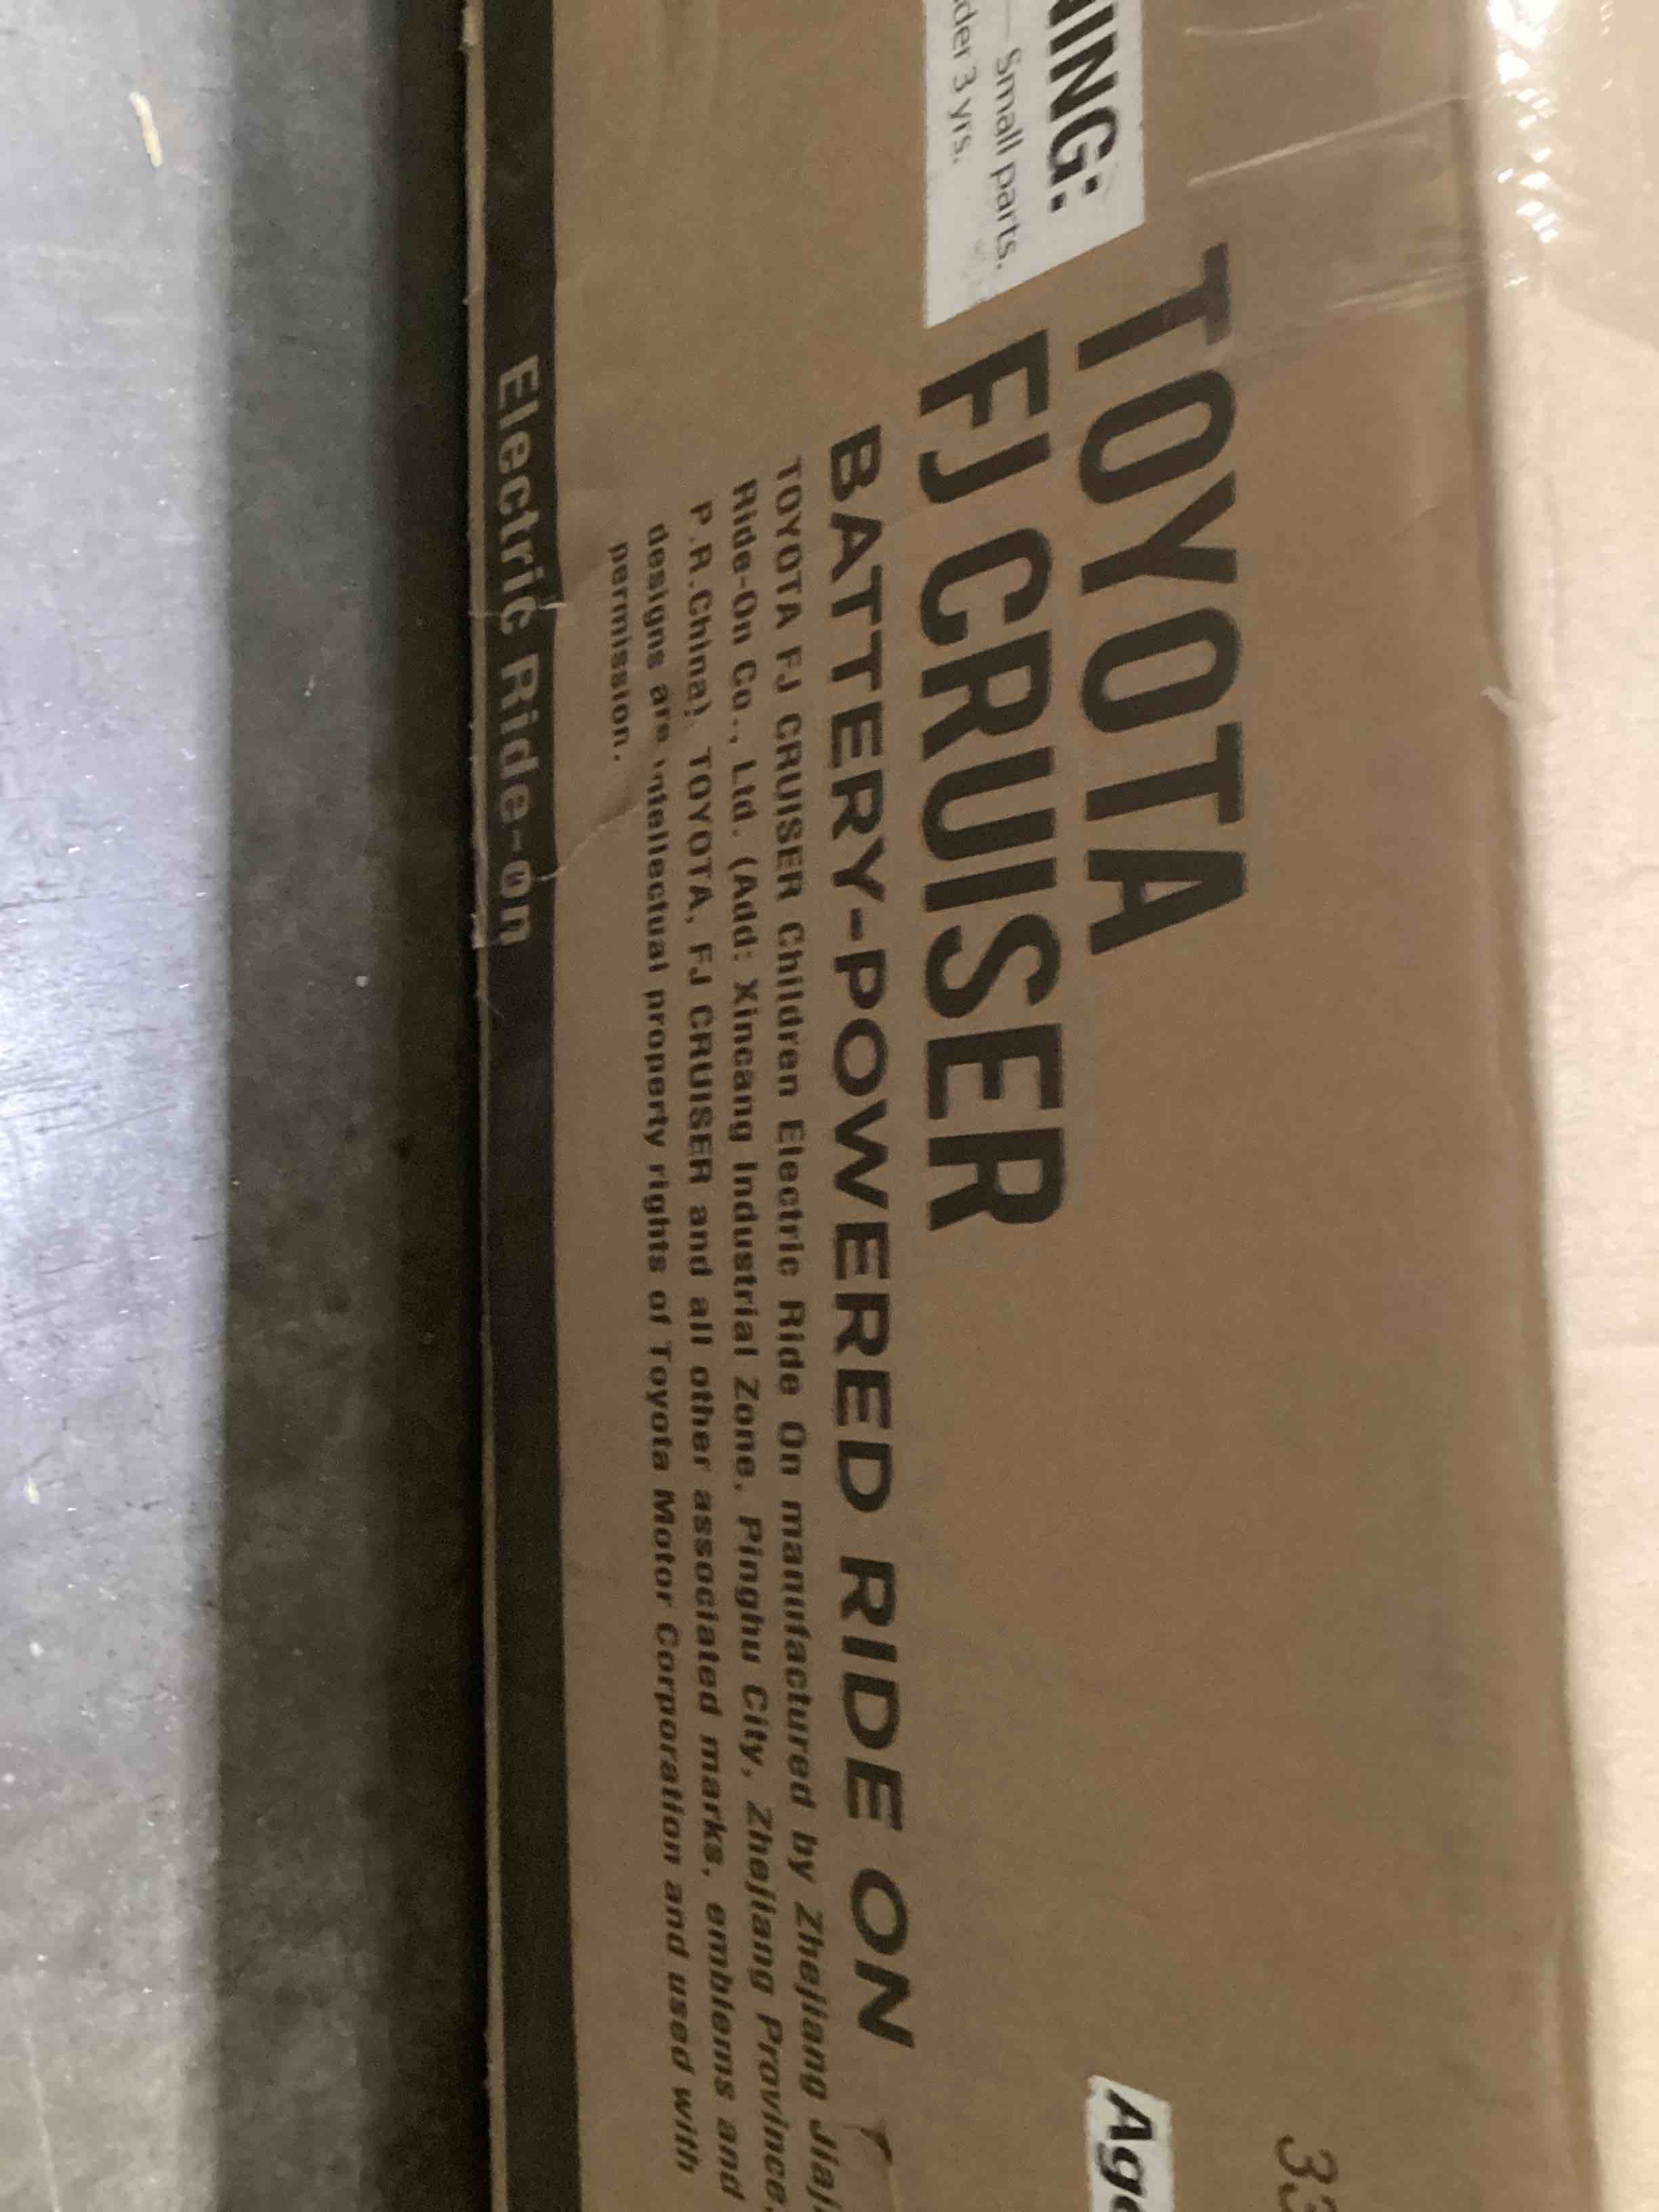 NING:
Small parts.
der 3 yrs.
TOYOTA
FJ CRUISER
BATTERY-POWERED RIDE ON
TOYOTA FJ CRUISER Children Electric Ride On manufactured by Zhejiang Jiaj
Ride-On Co., Ltd. (Add: Xincang Industrial Zone, Pinghu City, Zhejiang Province,
P.R.China). TOYOTA, FJ CRUISER and all other associated marks, emblems and
designs are intellectual property rights of Toyota Motor Corporation and used with
permission.
Electric Ride-on
Age
33